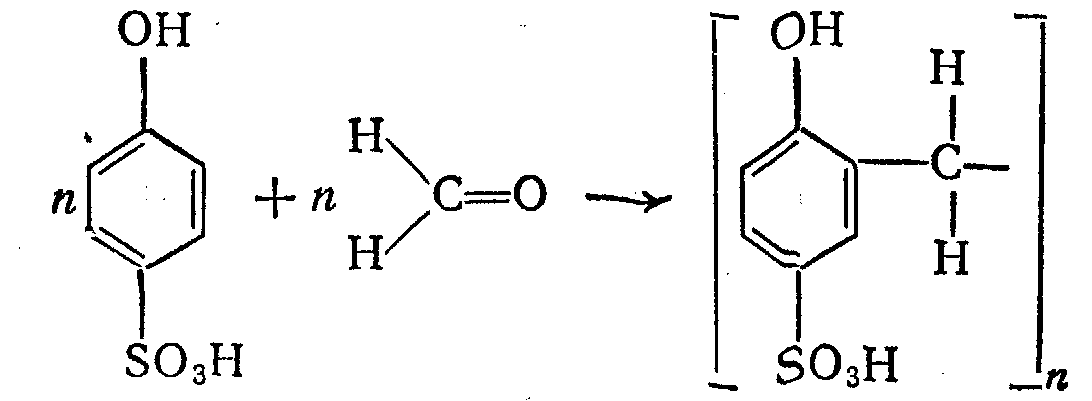 OH OH
H H
n + n C=O → C
H H
SO₃H SO₃H n